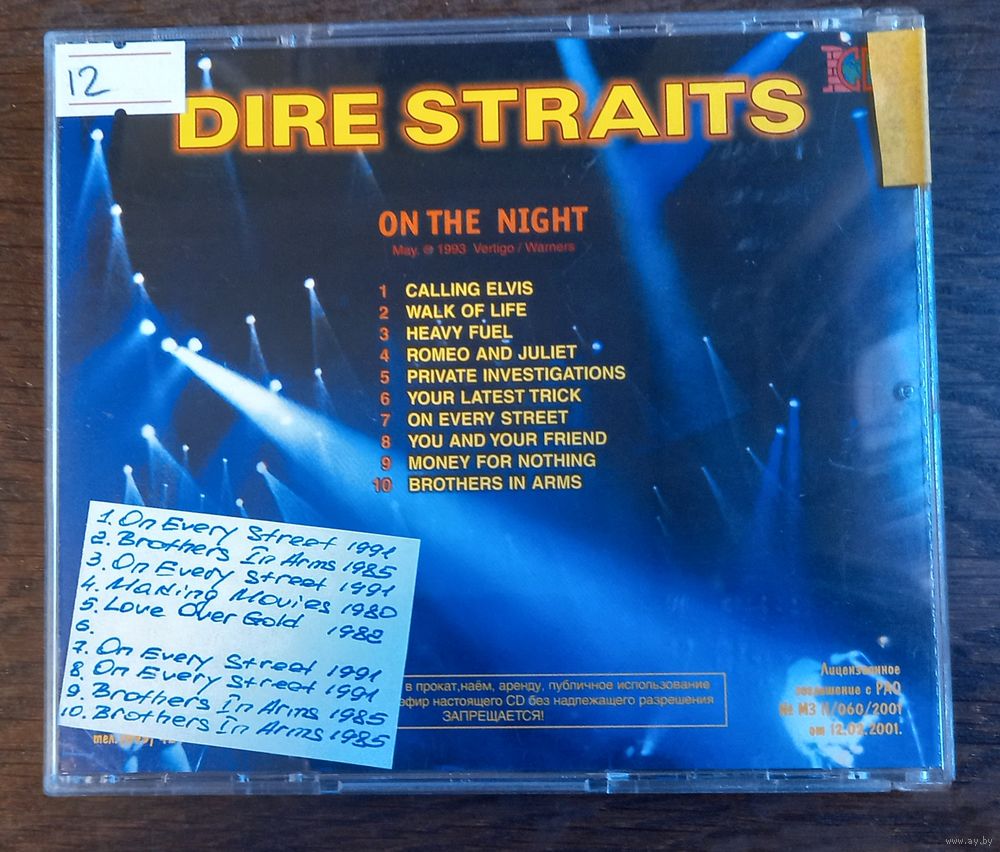 12
DIRE STRAITS
ON THE NIGHT
May. ℗ 1993 Vertigo / Warners
1 CALLING ELVIS
2 WALK OF LIFE
3 HEAVY FUEL
4 ROMEO AND JULIET
5 PRIVATE INVESTIGATIONS
6 YOUR LATEST TRICK
7 ON EVERY STREET
8 YOU AND YOUR FRIEND
9 MONEY FOR NOTHING
10 BROTHERS IN ARMS
1. On Every Street 1991
2. Brothers In Arms 1985
3. On Every Street 1991
4. Making Movies 1980
5. Love Over Gold 1982
6.
7. On Every Street 1991
8. On Every Street 1991
9. Brothers In Arms 1985
10. Brothers In Arms 1985
в прокат,наём, аренду, публичное использование
эфир настоящего CD без надлежащего разрешения
ЗАПРЕЩАЕТСЯ!
Лицензионное
соглашение с РАО
№ МЗ Л/060/2001
от 12.02.2001.
www.ay.by